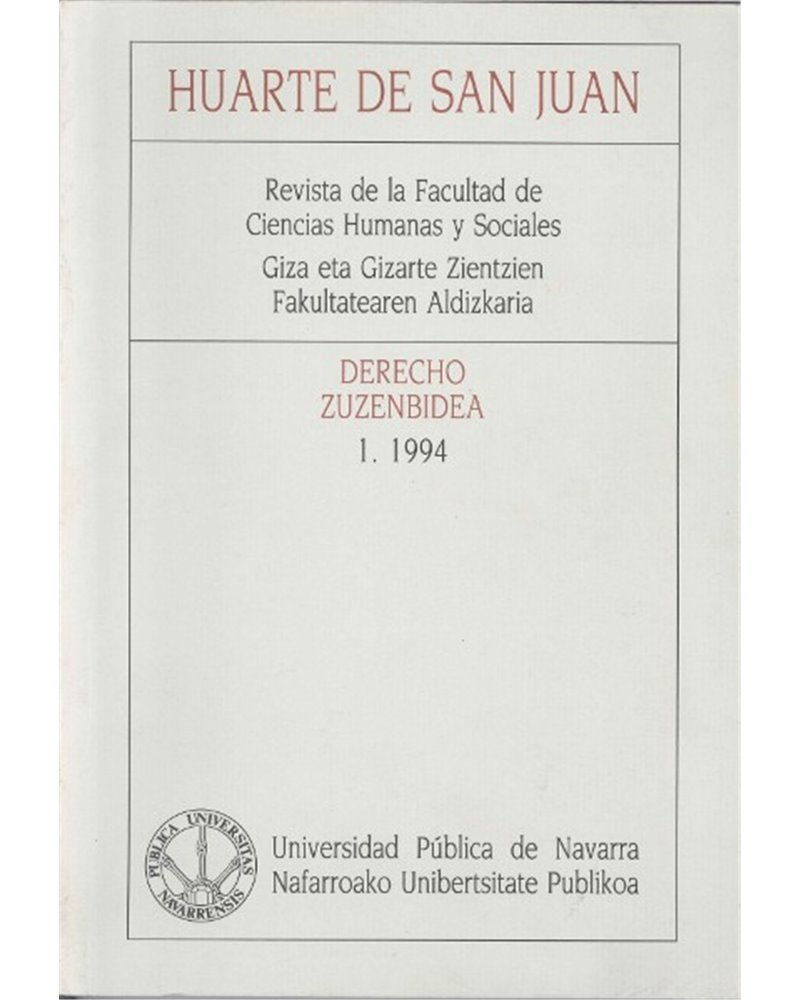 HUARTE DE SAN JUAN
Revista de la Facultad de
Ciencias Humanas y Sociales
Giza eta Gizarte Zientzien
Fakultatearen Aldizkaria
DERECHO
ZUZENBIDEA
1. 1994
PUBLICA UNIVERSITAS
NAVARRENSIS
Universidad Pública de Navarra
Nafarroako Unibertsitate Publikoa